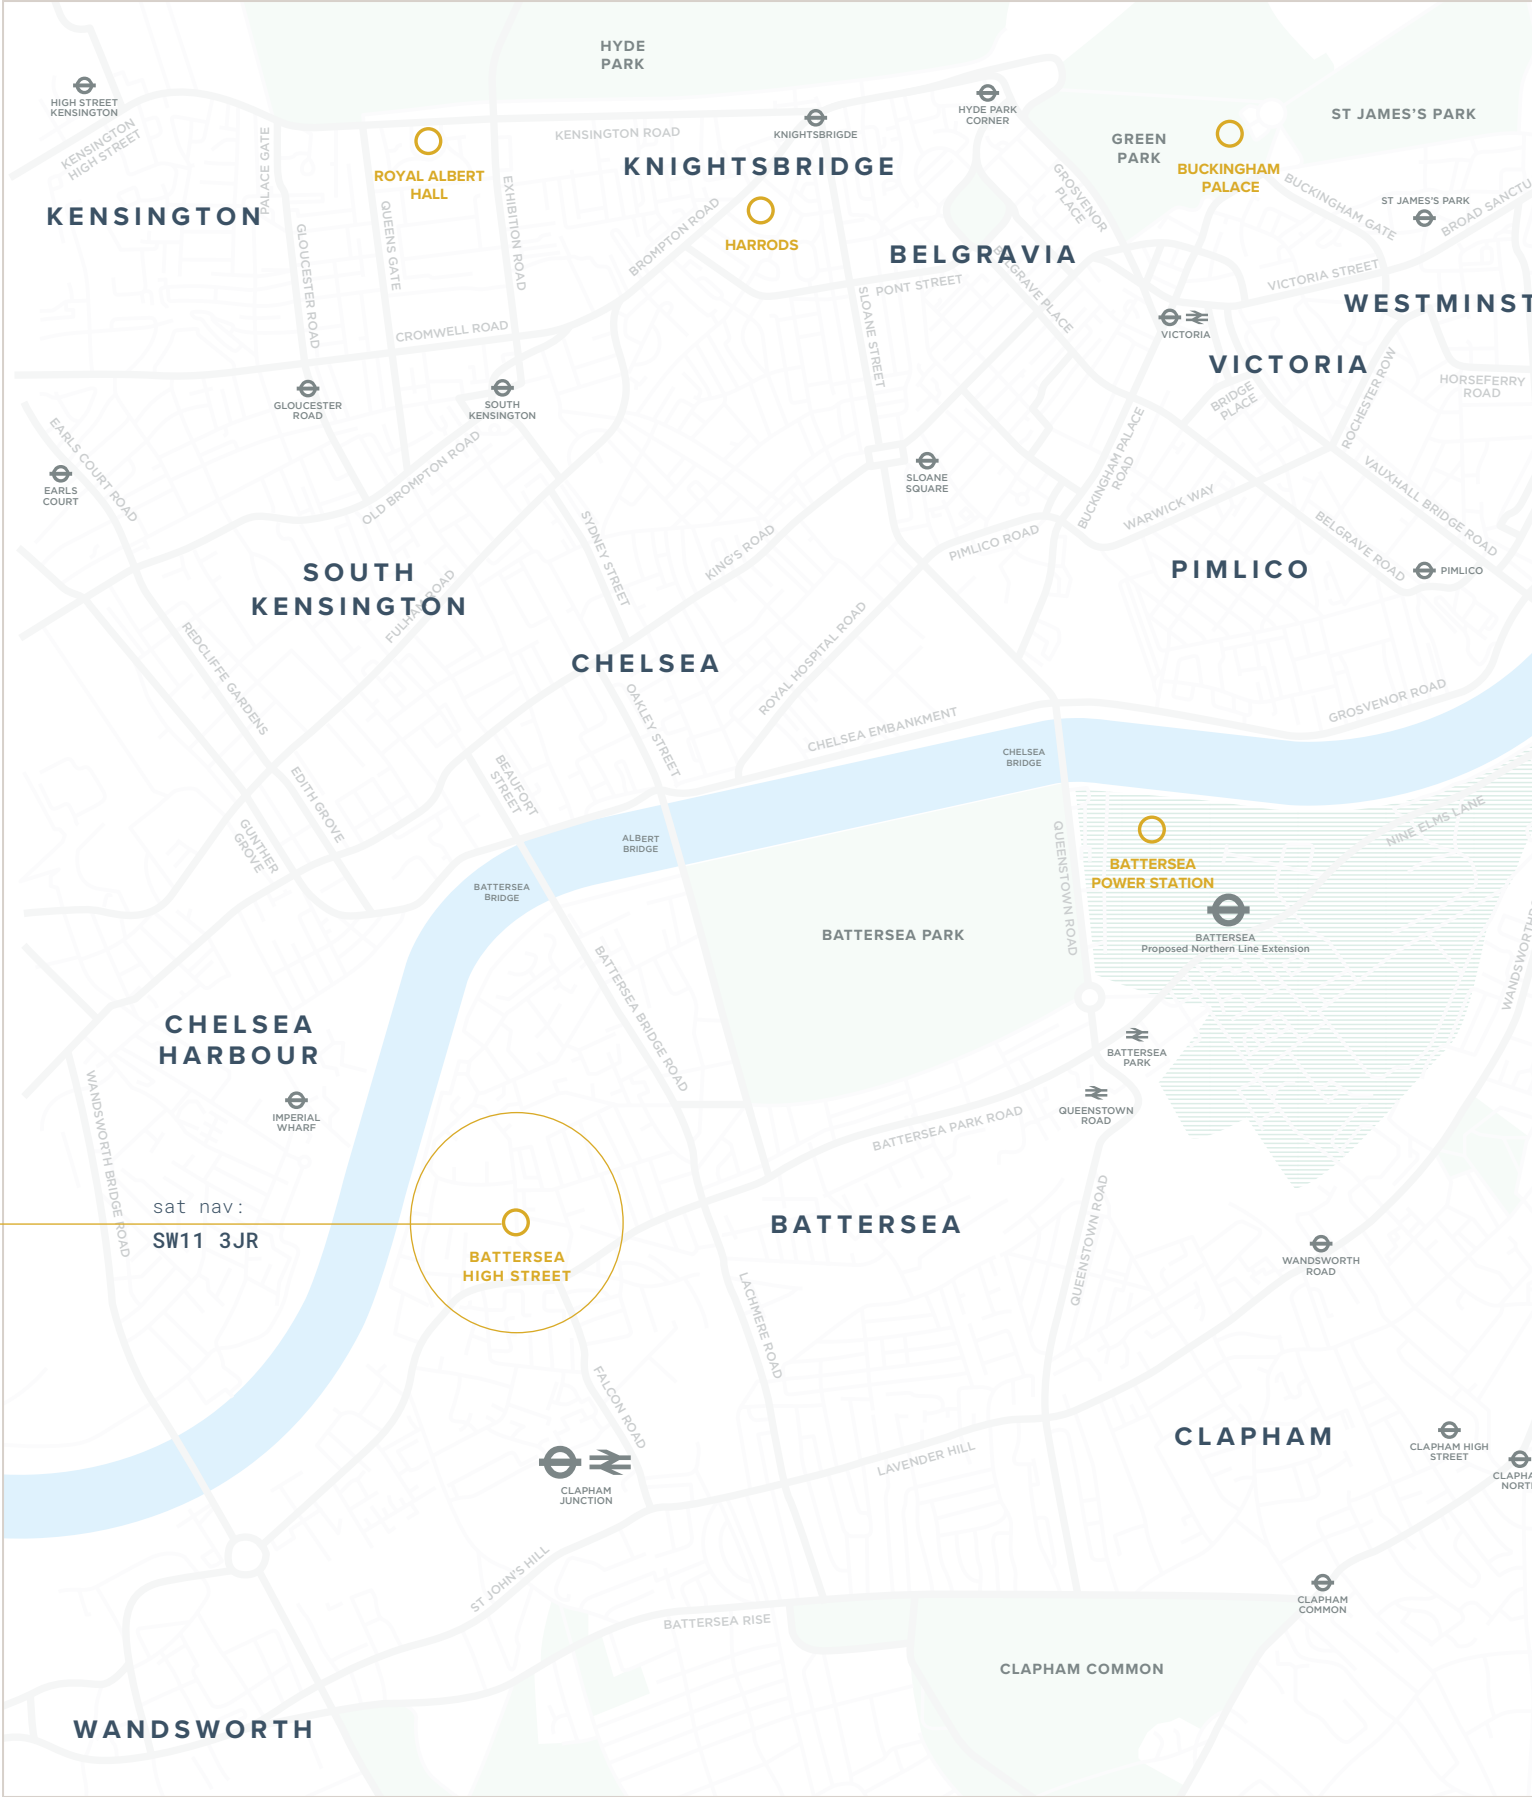 HYDE
PARK
HIGH STREET
KENSINGTON
KENSINGTON
HIGH STREET
PALACE GATE
ROYAL ALBERT
HALL
KENSINGTON ROAD
KNIGHTSBRIGDE
KNIGHTSBRIDGE
HYDE PARK
CORNER
GREEN
PARK
ST JAMES'S PARK
BUCKINGHAM
PALACE
BUCKINGHAM GATE
ST JAMES'S PARK
BROAD SANCTU
KENSINGTON
GLOUCESTER ROAD
QUEENS GATE
EXHIBITION ROAD
BROMPTON ROAD
HARRODS
BELGRAVIA
GROSVENOR
PLACE
BELGRAVE PLACE
PONT STREET
SLOANE STREET
VICTORIA STREET
WESTMINST
VICTORIA
VICTORIA
CROMWELL ROAD
GLOUCESTER
ROAD
SOUTH
KENSINGTON
BRIDGE
PLACE
ROCHESTER ROW
HORSEFERRY
ROAD
EARLS COURT ROAD
EARLS
COURT
OLD BROMPTON ROAD
SLOANE
SQUARE
BUCKINGHAM PALACE
ROAD
WARWICK WAY
VAUXHALL BRIDGE ROAD
BELGRAVE ROAD
SYDNEY STREET
KING'S ROAD
PIMLICO ROAD
PIMLICO
PIMLICO
SOUTH
KENSINGTON
FULHAM ROAD
REDCLIFFE GARDENS
CHELSEA
ROYAL HOSPITAL ROAD
OAKLEY STREET
CHELSEA EMBANKMENT
GROSVENOR ROAD
CHELSEA
BRIDGE
BEAUFORT
STREET
EDITH GROVE
GUNTHER
GROVE
ALBERT
BRIDGE
BATTERSEA
BRIDGE
QUEENSTOWN ROAD
NINE ELMS LANE
BATTERSEA
POWER STATION
BATTERSEA
Proposed Northern Line Extension
BATTERSEA PARK
WANDSWORTH
BATTERSEA BRIDGE ROAD
CHELSEA
HARBOUR
BATTERSEA
PARK
QUEENSTOWN
ROAD
IMPERIAL
WHARF
WANDSWORTH BRIDGE ROAD
BATTERSEA PARK ROAD
sat nav:
SW11 3JR
BATTERSEA
HIGH STREET
BATTERSEA
QUEENSTOWN ROAD
WANDSWORTH
ROAD
LACHMERE ROAD
FALCON ROAD
CLAPHAM
CLAPHAM HIGH
STREET
CLAPHA
NORT
CLAPHAM
JUNCTION
LAVENDER HILL
ST JOHN'S HILL
BATTERSEA RISE
CLAPHAM
COMMON
CLAPHAM COMMON
WANDSWORTH